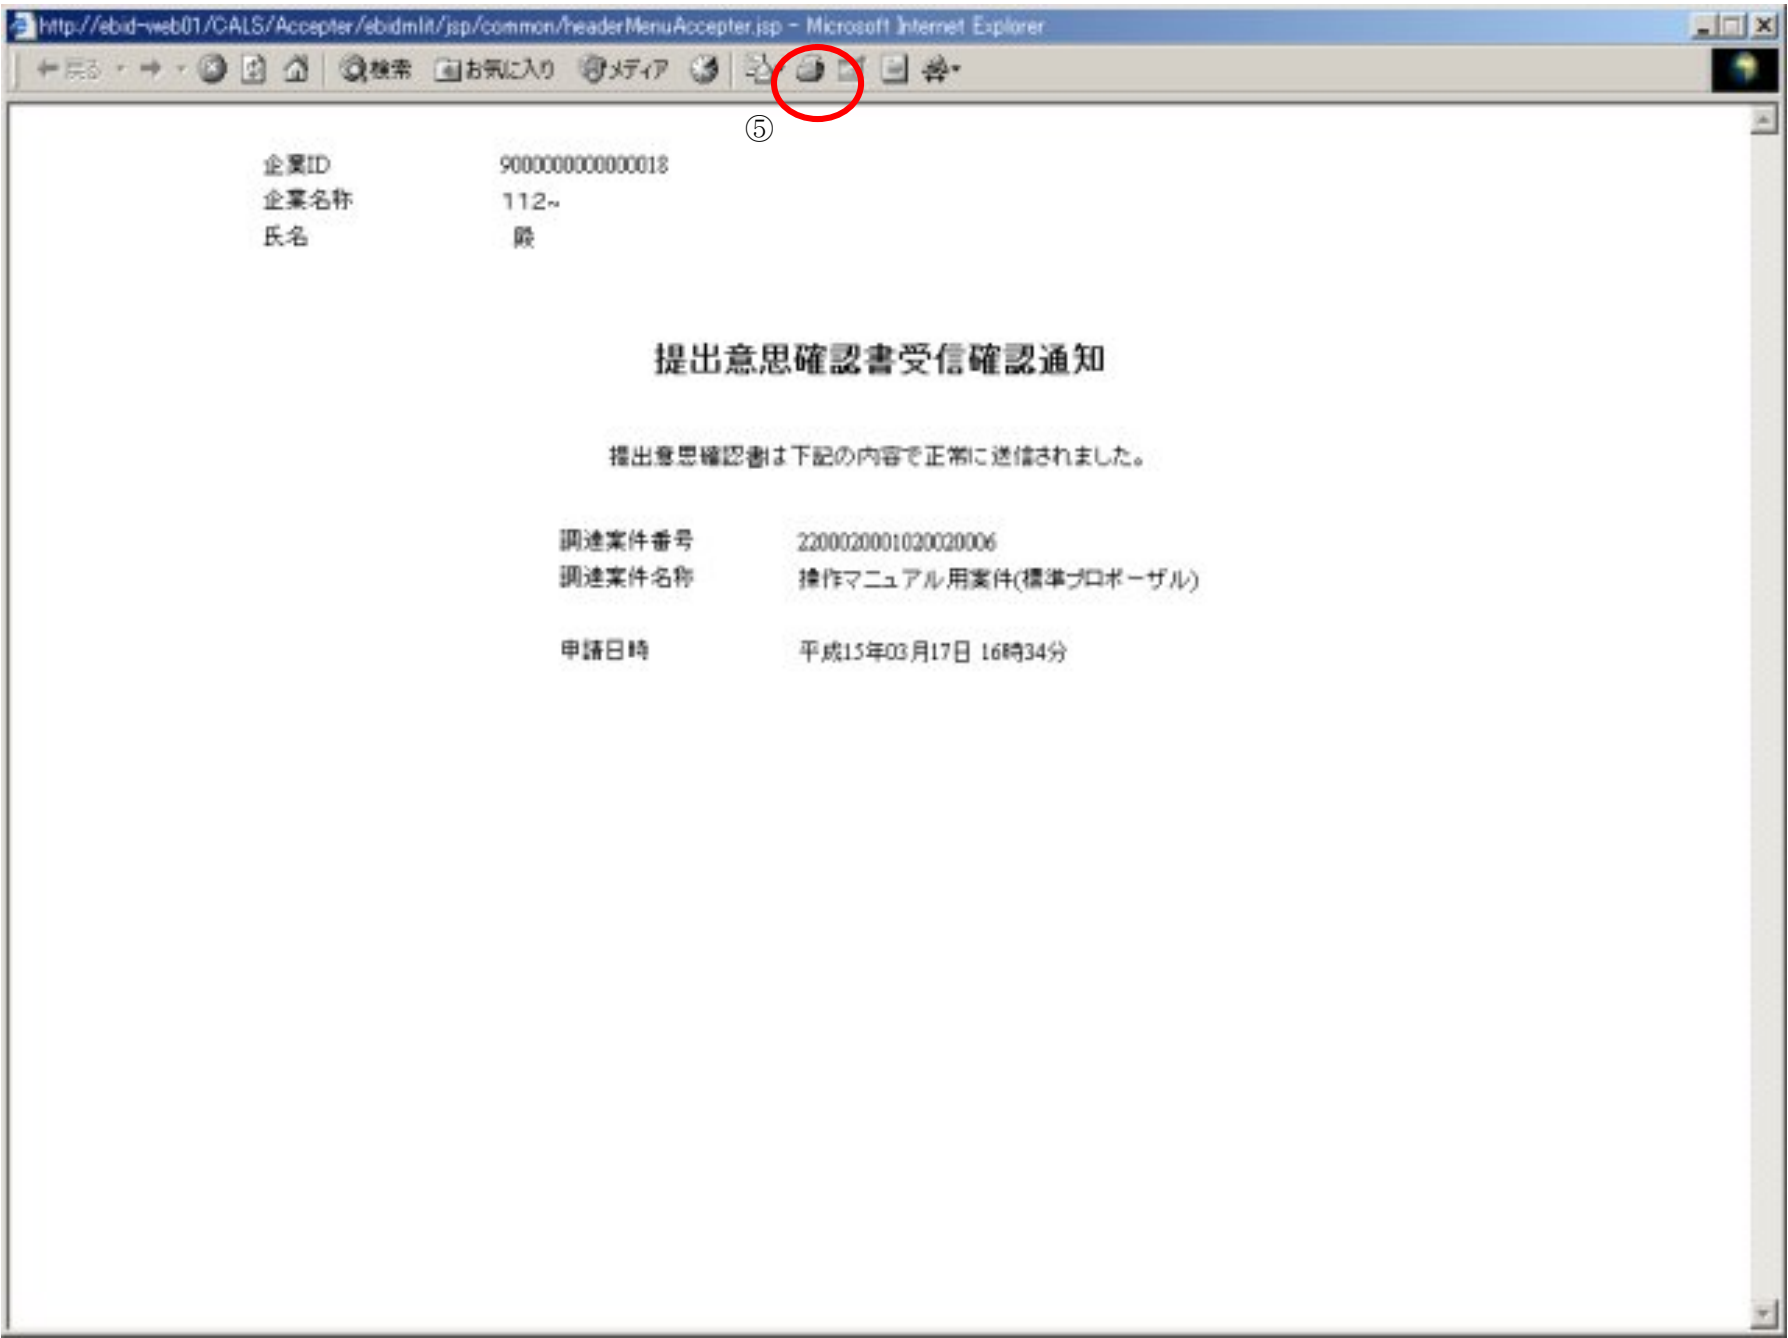 http://ebid-web01/CALS/Accepter/ebidmlit/jsp/common/headerMenuAccepter.jsp - Microsoft Internet Explorer
戻る 検索 お気に入り メディア
⑤
企業ID 9000000000000018
企業名称 112~
氏名 殿
提出意思確認書受信確認通知
提出意思確認書は下記の内容で正常に送信されました。
調達案件番号 2200020001020020006
調達案件名称 操作マニュアル用案件(標準プロポーザル)
申請日時 平成15年03月17日 16時34分